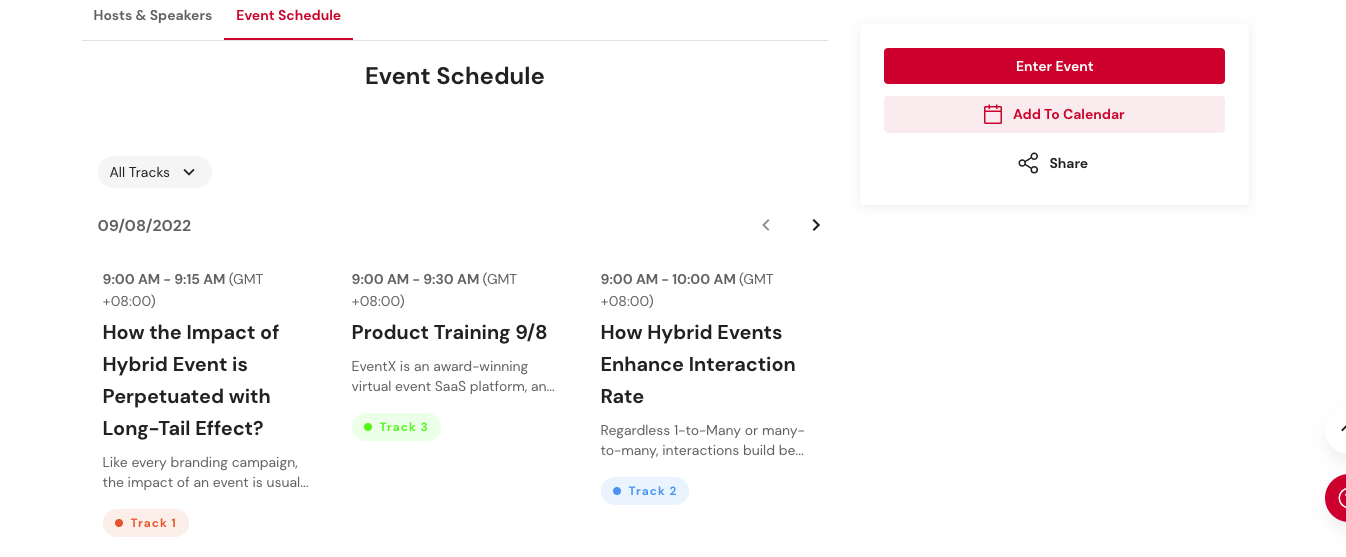 Hosts & Speakers
Event Schedule
Event Schedule
All Tracks
09/08/2022
9:00 AM - 9:15 AM (GMT
+08:00)
How the Impact of
Hybrid Event is
Perpetuated with
Long-Tail Effect?
Like every branding campaign,
the impact of an event is usual...
Track 1
9:00 AM - 9:30 AM (GMT
+08:00)
Product Training 9/8
EventX is an award-winning
virtual event SaaS platform, an...
Track 3
9:00 AM - 10:00 AM (GMT
+08:00)
How Hybrid Events
Enhance Interaction
Rate
Regardless 1-to-Many or many-
to-many, interactions build be...
Track 2
Enter Event
Add To Calendar
Share